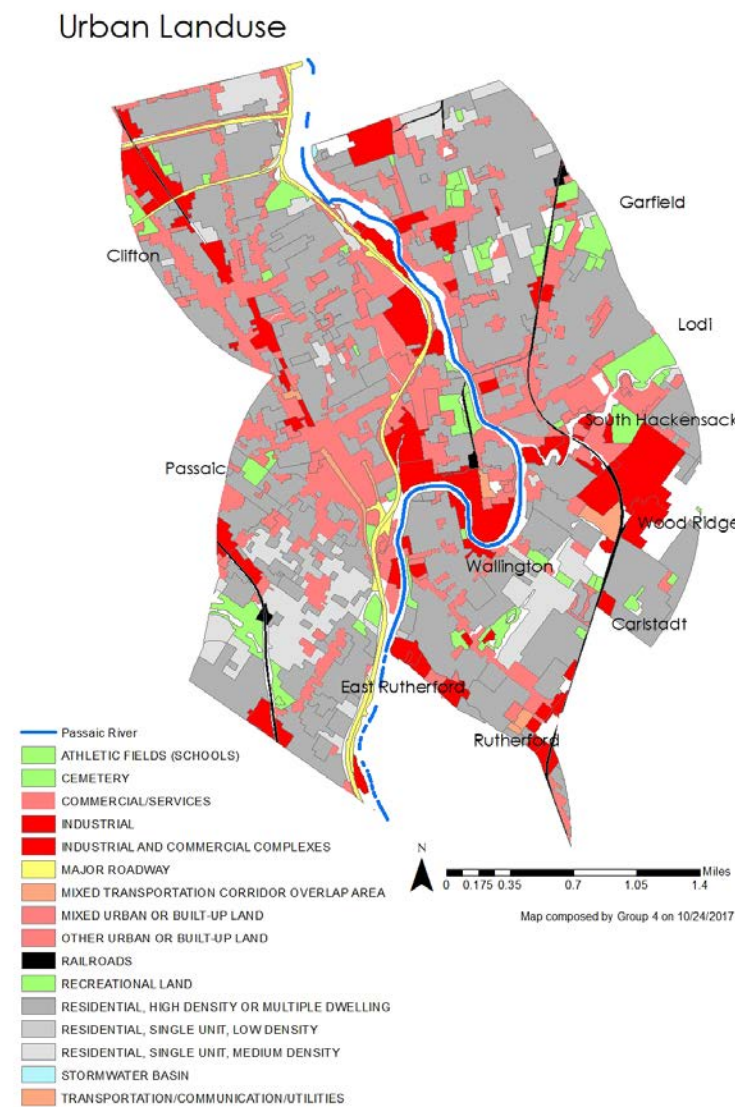 Urban Landuse
Garfield
Clifton
Lodi
South Hackensack
Passaic
Wood Ridge
Wallington
Carlstadt
East Rutherford
Rutherford
Passaic River
ATHLETIC FIELDS (SCHOOLS)
CEMETERY
COMMERCIAL/SERVICES
INDUSTRIAL
INDUSTRIAL AND COMMERCIAL COMPLEXES
MAJOR ROADWAY
MIXED TRANSPORTATION CORRIDOR OVERLAP AREA
MIXED URBAN OR BUILT-UP LAND
OTHER URBAN OR BUILT-UP LAND
RAILROADS
RECREATIONAL LAND
RESIDENTIAL, HIGH DENSITY OR MULTIPLE DWELLING
RESIDENTIAL, SINGLE UNIT, LOW DENSITY
RESIDENTIAL, SINGLE UNIT, MEDIUM DENSITY
STORMWATER BASIN
TRANSPORTATION/COMMUNICATION/UTILITIES
N
Miles
0 0.175 0.35 0.7 1.05 1.4
Map composed by Group 4 on 10/24/2017